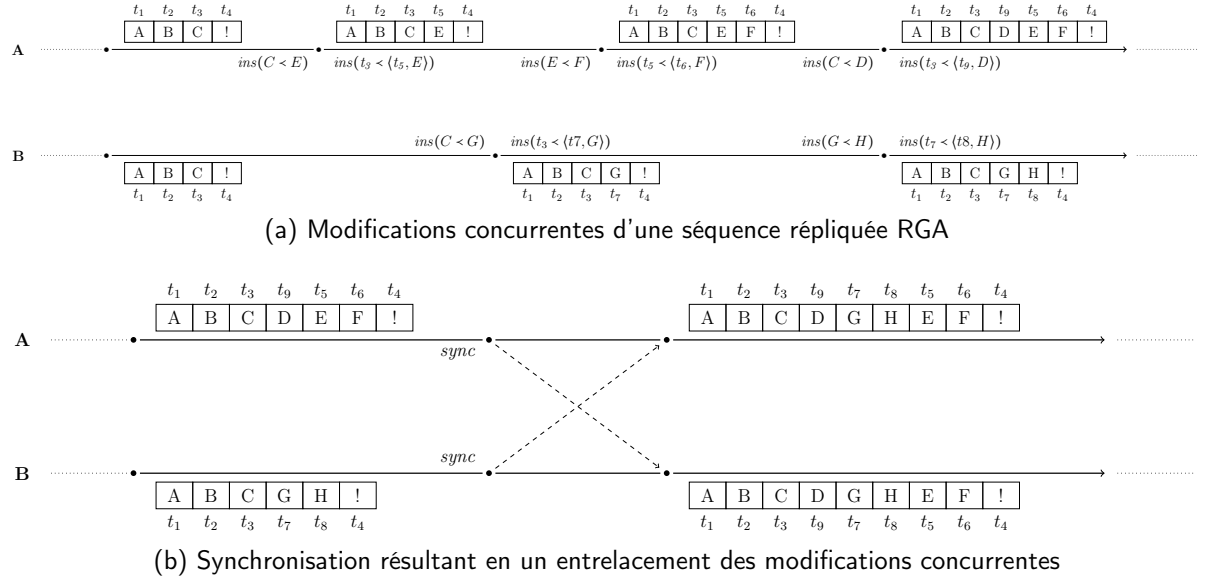 t₁ t₂ t₃ t₄ t₁ t₂ t₃ t₅ t₄ t₁ t₂ t₃ t₅ t₆ t₄ t₁ t₂ t₃ t₉ t₅ t₆ t₄
A B C ! A B C E ! A B C E F ! A B C D E F !
A
ins(C < E) ins(t₃ < ⟨t₅, E⟩) ins(E < F) ins(t₅ < ⟨t₆, F⟩) ins(C < D) ins(t₃ < ⟨t₉, D⟩)
ins(C < G) ins(t₃ < ⟨t7, G⟩) ins(G < H) ins(t₇ < ⟨t8, H⟩)
B
A B C ! A B C G ! A B C G H !
t₁ t₂ t₃ t₄ t₁ t₂ t₃ t₇ t₄ t₁ t₂ t₃ t₇ t₈ t₄
(a) Modifications concurrentes d'une séquence répliquée RGA
t₁ t₂ t₃ t₉ t₅ t₆ t₄ t₁ t₂ t₃ t₉ t₇ t₈ t₅ t₆ t₄
A B C D E F ! A B C D G H E F !
A
sync
sync
B
A B C G H ! A B C D G H E F !
t₁ t₂ t₃ t₇ t₈ t₄ t₁ t₂ t₃ t₉ t₇ t₈ t₅ t₆ t₄
(b) Synchronisation résultant en un entrelacement des modifications concurrentes